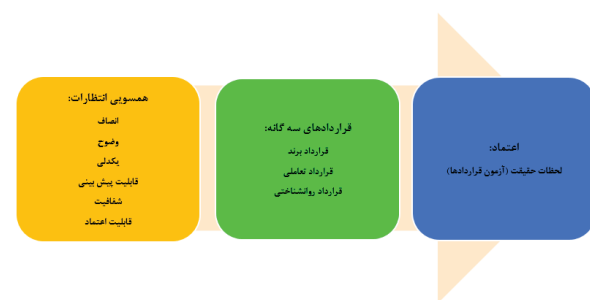 همسویی انتظارات:
انصاف
وضوح
یکدلی
قابلیت پیش بینی
شفافیت
قابلیت اعتماد
قراردادهای سه گانه:
قرارداد برند
قرارداد تعاملی
قرارداد روانشناختی
اعتماد:
لحظات حقیقت (آزمون قراردادها)